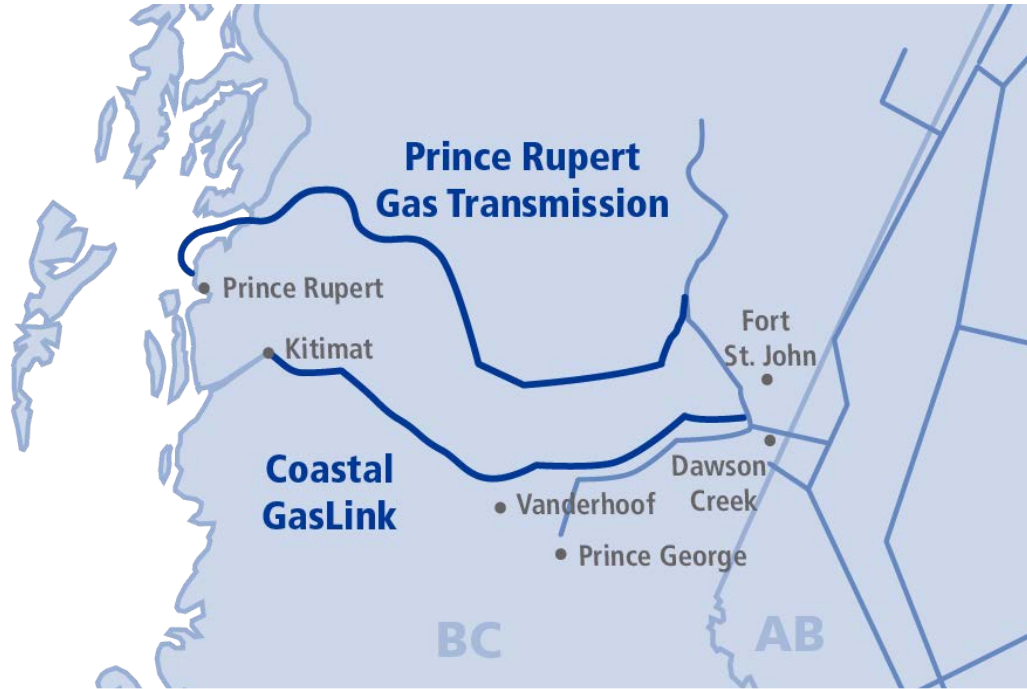 Prince Rupert
Gas Transmission
Prince Rupert
Kitimat
Fort
St. John
Coastal
GasLink
Dawson
Creek
Vanderhoof
Prince George
BC
AB